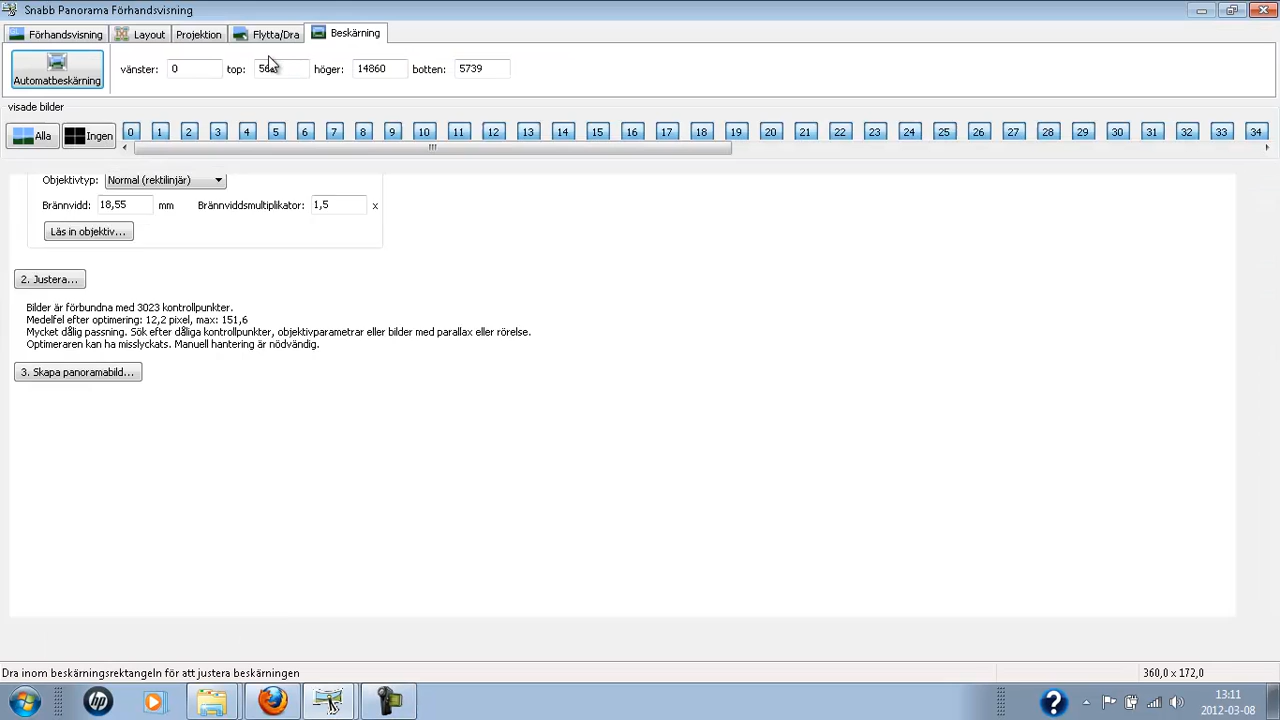 Snabb Panorama Förhandsvisning
Förhandsvisning Layout Projektion Flytta/Dra Beskärning
Automatbeskärning vänster: 0 top: höger: 14860 botten: 5739
visade bilder
Alla Ingen 0 1 2 3 4 5 6 7 8 9 10 11 12 13 14 15 16 17 18 19 20 21 22 23 24 25 26 27 28 29 30 31 32 33 34
Objektivtyp: Normal (rektilinjär)
Brännvidd: 18,55 mm Brännviddsmultiplikator: 1,5 x
Läs in objektiv...
2. Justera...
Bilder är förbundna med 3023 kontrollpunkter.
Medelfel efter optimering: 12,2 pixel, max: 151,6
Mycket dålig passning. Sök efter dåliga kontrollpunkter, objektivparametrar eller bilder med parallax eller rörelse.
Optimeraren kan ha misslyckats. Manuell hantering är nödvändig.
3. Skapa panoramabild...
Dra inom beskärningsrektangeln för att justera beskärningen 360,0 x 172,0
hp ? 13:11
2012-03-08